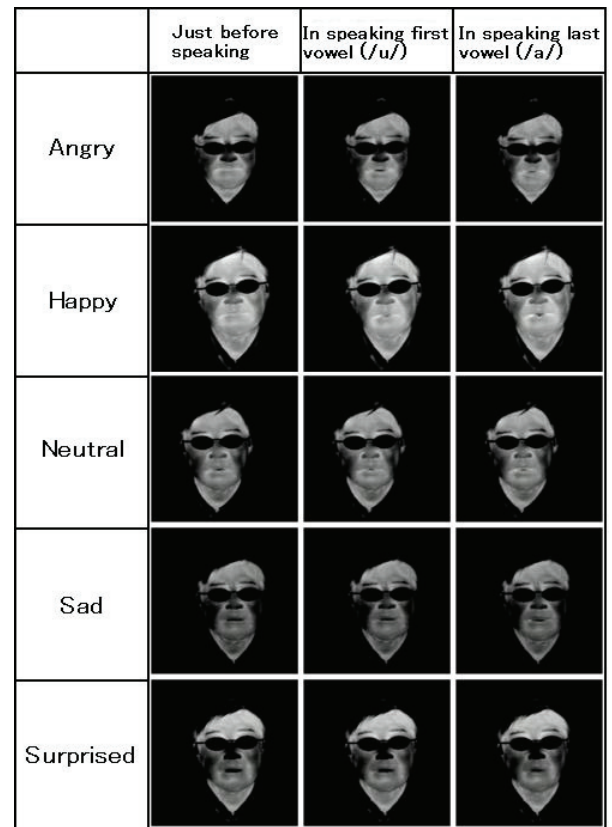 Just before
speaking
In speaking first
vowel (/u/)
In speaking last
vowel (/a/)
Angry
Happy
Neutral
Sad
Surprised